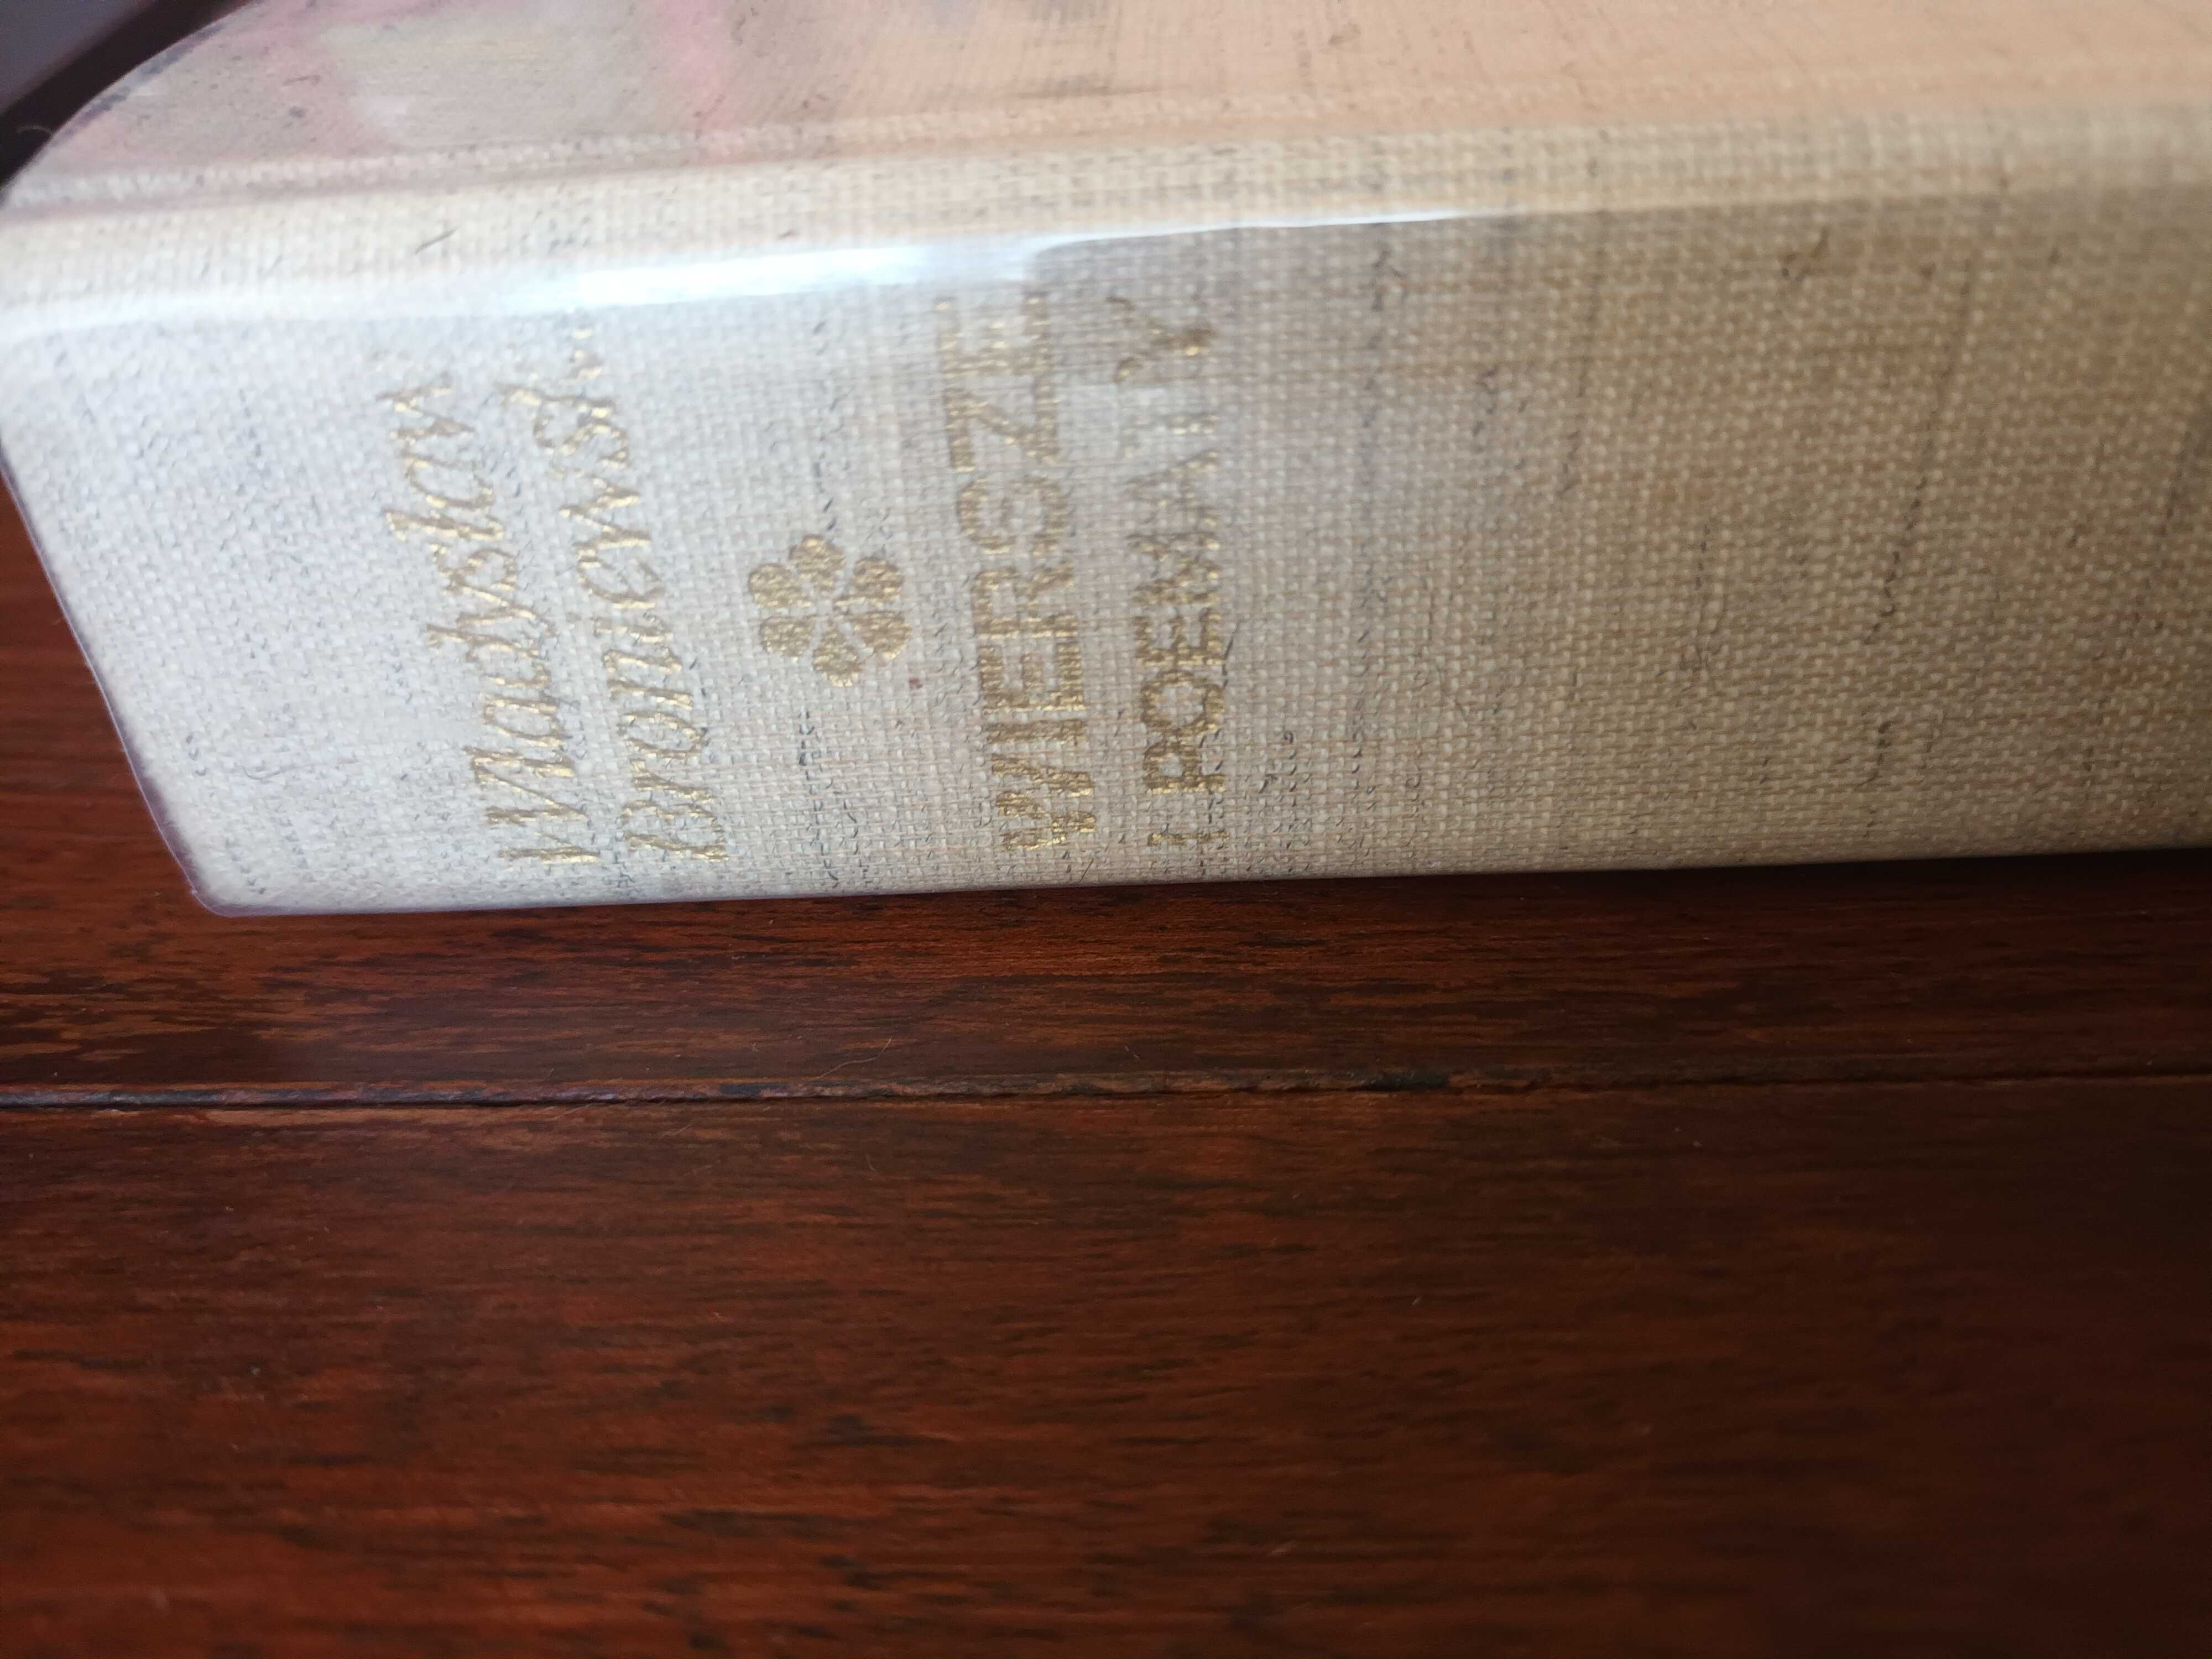 Władysław
Broniewski
WIERSZE
I POEMATY